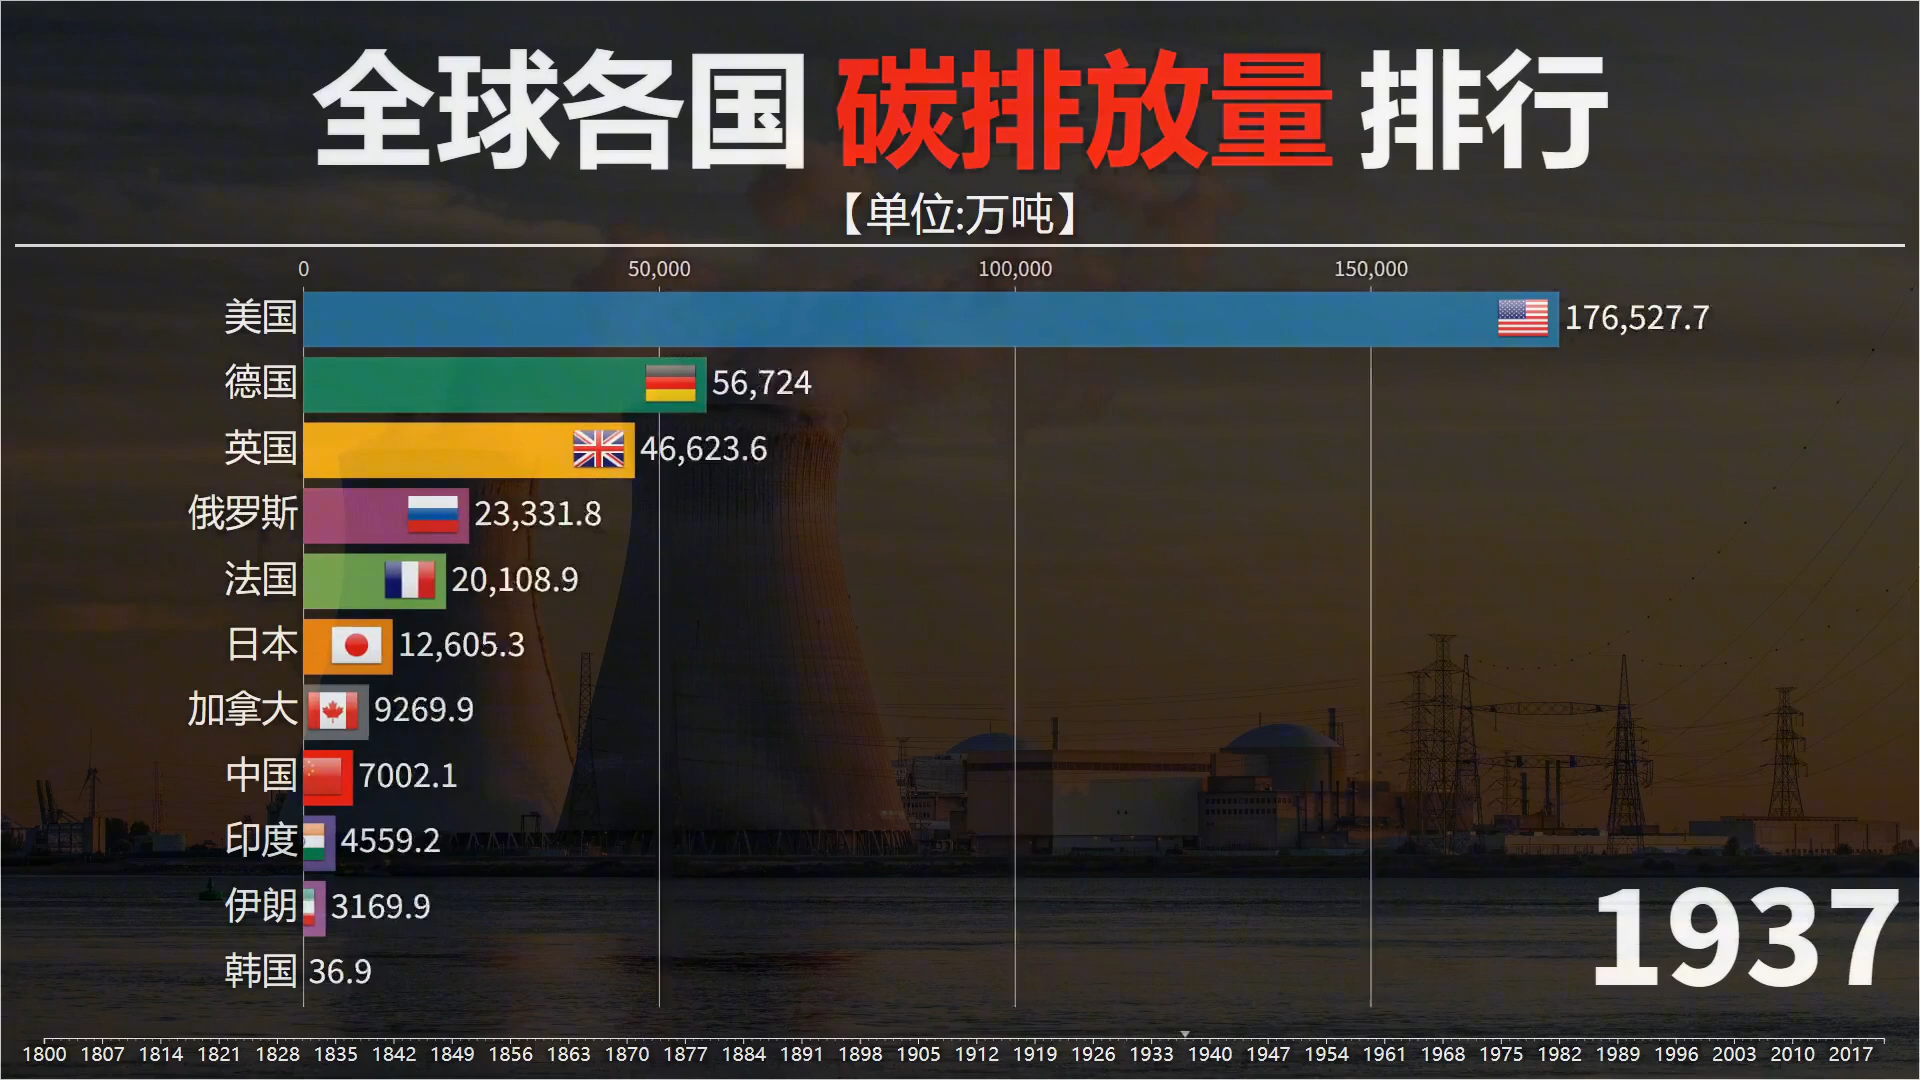 全球各国 碳排放量 排行
【单位:万吨】
0 50,000 100,000 150,000
美国 176,527.7
德国 56,724
英国 46,623.6
俄罗斯 23,331.8
法国 20,108.9
日本 12,605.3
加拿大 9269.9
中国 7002.1
印度 4559.2
伊朗 3169.9
韩国 36.9
1937
1800 1807 1814 1821 1828 1835 1842 1849 1856 1863 1870 1877 1884 1891 1898 1905 1912 1919 1926 1933 1940 1947 1954 1961 1968 1975 1982 1989 1996 2003 2010 2017